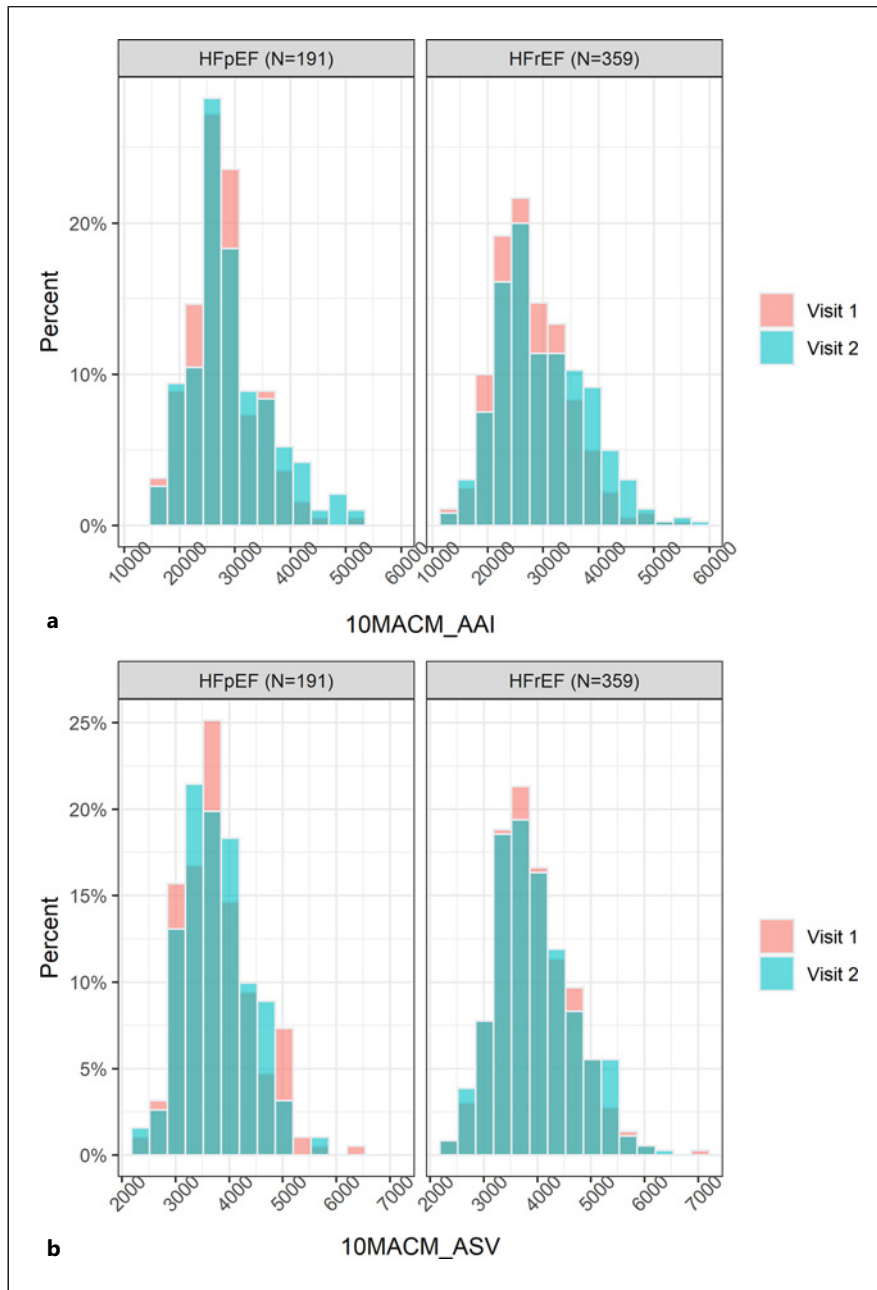 HFpEF (N=191) HFrEF (N=359)
20%
10%
0%
Percent
10000 20000 30000 40000 50000 60000 10000 20000 30000 40000 50000 60000
10MACM_AAI
Visit 1
Visit 2
a
HFpEF (N=191) HFrEF (N=359)
25%
20%
15%
10%
5%
0%
Percent
2000 3000 4000 5000 6000 7000 2000 3000 4000 5000 6000 7000
10MACM_ASV
Visit 1
Visit 2
b